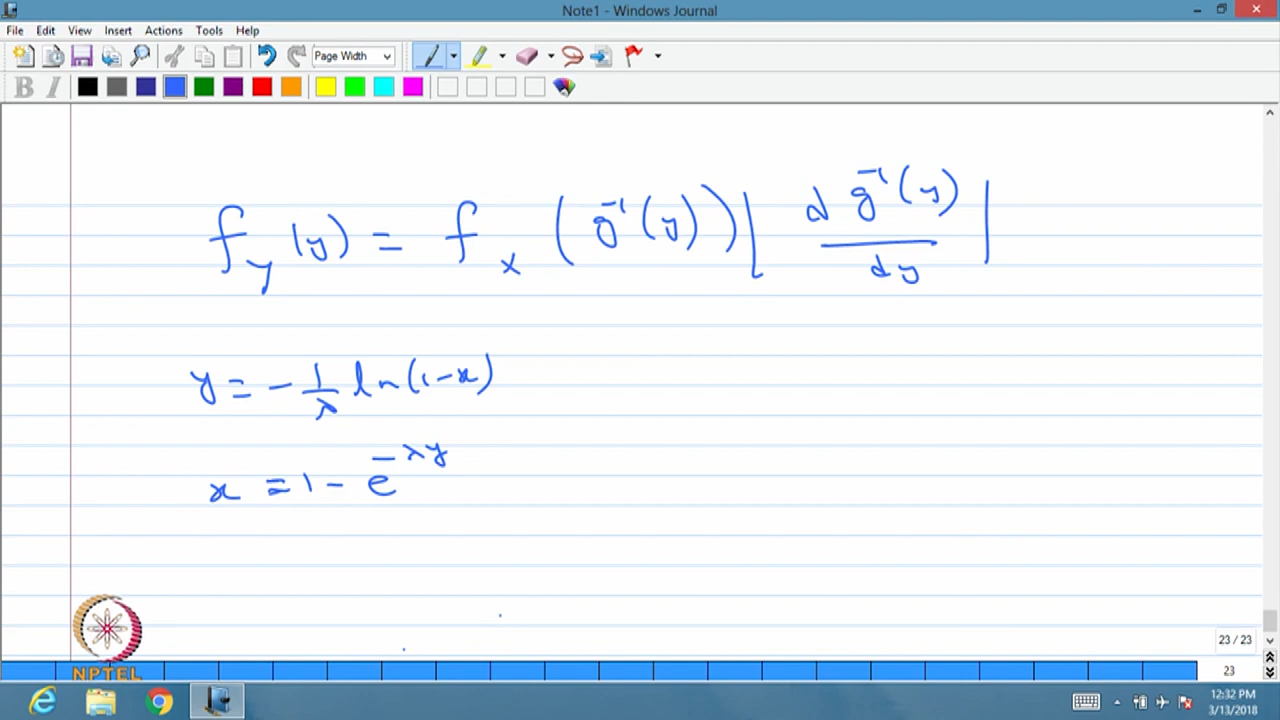 Note1 - Windows Journal
File Edit View Insert Actions Tools Help
Page Width
B I
f_Y (y) = f_X (g⁻¹(y)) | d g⁻¹(y) / dy |
y = - 1/λ ln(1-x)
x = 1 - e^{-λy}
23 / 23
NPTEL
23
12:32 PM
3/13/2018